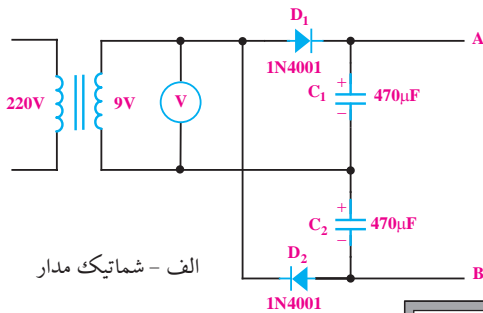 D1
A
1N4001
+
C1
470µF
−
220V
9V
V
+
C2
470µF
−
D2
B
1N4001
الف – شماتیک مدار